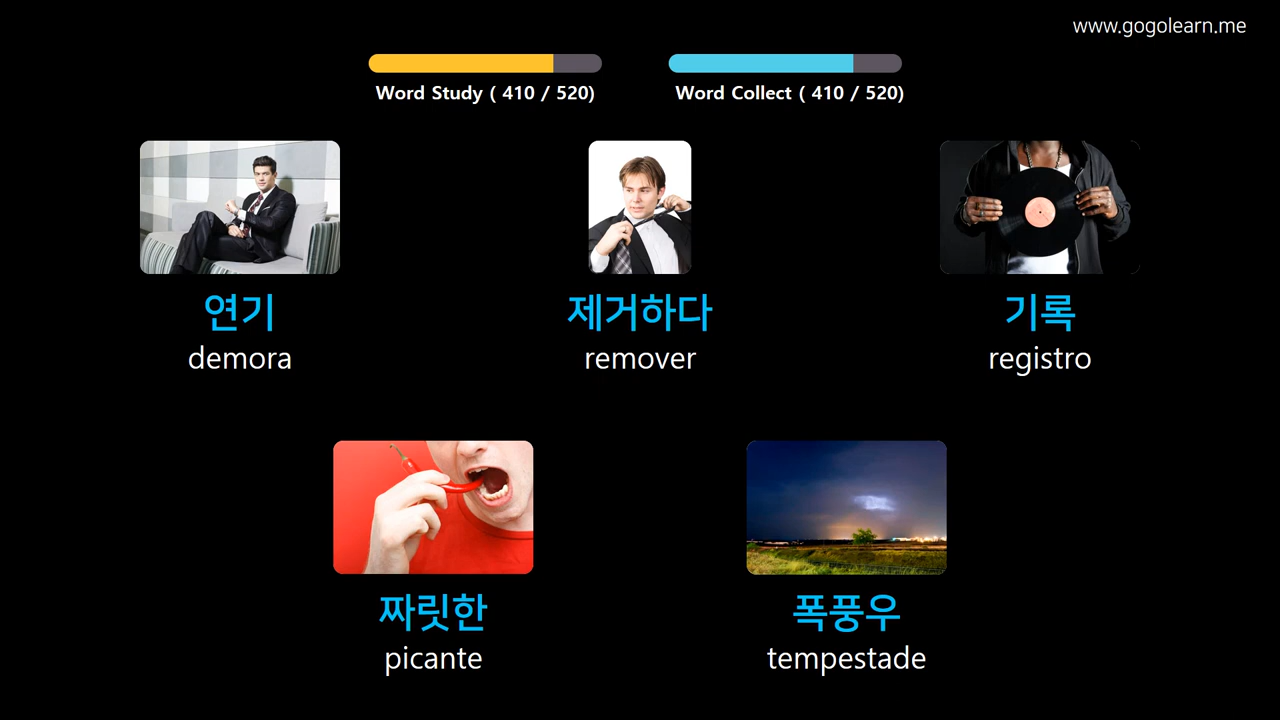 www.gogolearn.me
Word Study ( 410 / 520)
Word Collect ( 410 / 520)
연기
demora
제거하다
remover
기록
registro
짜릿한
picante
폭풍우
tempestade